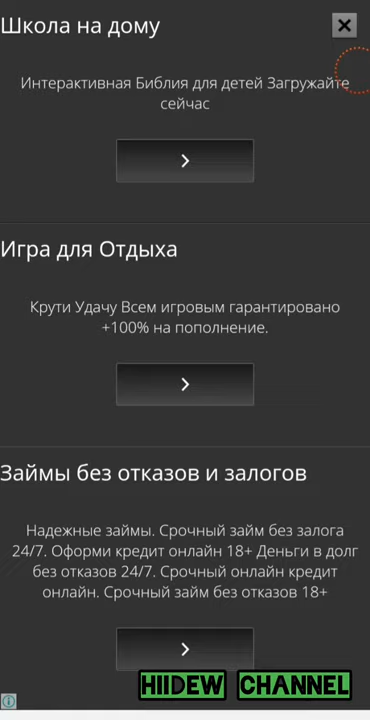 Школа на дому
Интерактивная Библия для детей Загружайте
сейчас
Игра для Отдыха
Крути Удачу Всем игровым гарантировано
+100% на пополнение.
Займы без отказов и залогов
Надежные займы. Срочный займ без залога
24/7. Оформи кредит онлайн 18+ Деньги в долг
без отказов 24/7. Срочный онлайн кредит
онлайн. Срочный займ без отказов 18+
HIIDEW CHANNEL